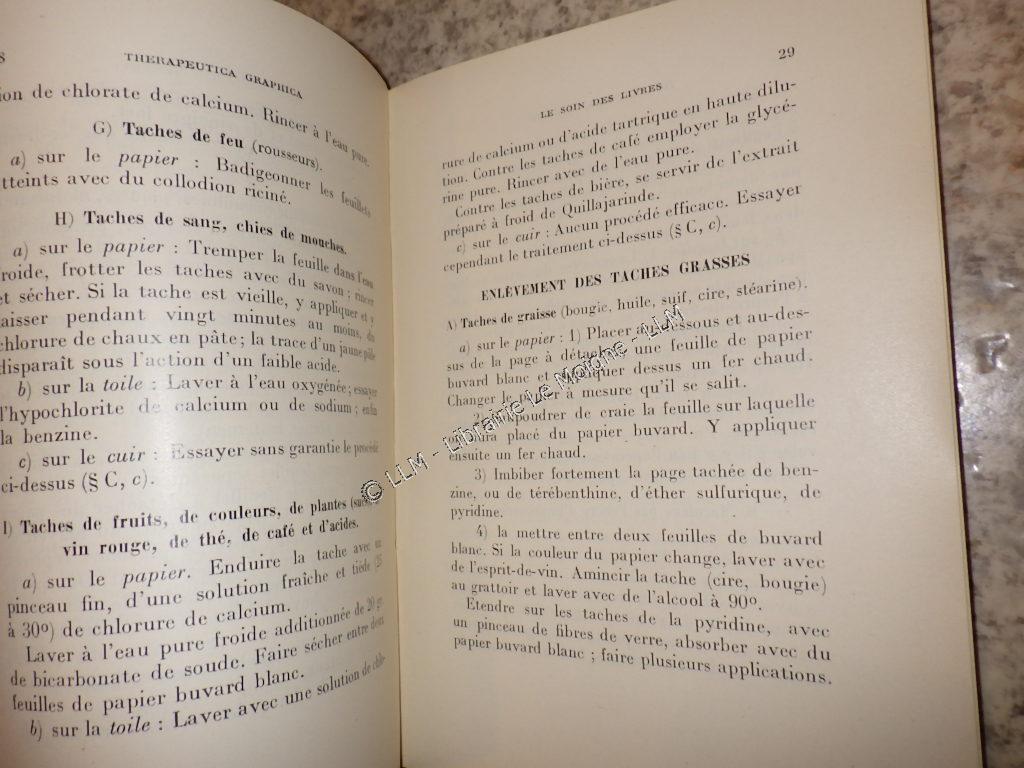 8
THERAPEUTICA GRAPHICA
ion de chlorate de calcium. Rincer à l'eau pure.
G) Taches de feu (rousseurs).
a) sur le papier : Badigeonner les feuillets
tteints avec du collodion riciné.
H) Taches de sang, chies de mouches.
a) sur le papier : Tremper la feuille dans l'eau
froide, frotter les taches avec du savon ; rincer
et sécher. Si la tache est vieille, y appliquer et y
laisser pendant vingt minutes au moins, du
chlorure de chaux en pâte; la trace d'un jaune pâle
disparaît sous l'action d'un faible acide.
b) sur la toile : Laver à l'eau oxygénée; essayer
l'hypochlorite de calcium ou de sodium ; enfin
la benzine.
c) sur le cuir : Essayer sans garantie le procédé
ci-dessus (§ C, c).
I) Taches de fruits, de couleurs, de plantes
vin rouge, de thé, de café et d'acides.
a) sur le papier. Enduire la tache avec un
pinceau fin, d'une solution fraîche et tiède (25
à 30º) de chlorure de calcium.
Laver à l'eau pure froide additionnée de 20 gr.
de bicarbonate de soude. Faire sécher entre deux
feuilles de papier buvard blanc.
b) sur la toile : Laver avec une solution de chlo-
29
LE SOIN DES LIVRES
rure de calcium ou d'acide tartrique en haute dilu-
tion. Contre les taches de café employer la glycé-
rine pure. Rincer avec de l'eau pure.
Contre les taches de bière, se servir de l'extrait
préparé à froid de Quillajarinde.
c) sur le cuir : Aucun procédé efficace. Essayer
cependant le traitement ci-dessus (§ C, c).
ENLÈVEMENT DES TACHES GRASSES
A) Taches de graisse (bougie, huile, suif, cire, stéarine).
a) sur le papier : 1) Placer au-dessous et au-des-
sus de la page à détacher une feuille de papier
buvard blanc et appliquer dessus un fer chaud.
Changer le papier à mesure qu'il se salit.
2) Saupoudrer de craie la feuille sur laquelle
on aura placé du papier buvard. Y appliquer
ensuite un fer chaud.
3) Imbiber fortement la page tachée de ben-
zine, ou de térébenthine, d'éther sulfurique, de
pyridine.
4) la mettre entre deux feuilles de buvard
blanc. Si la couleur du papier change, laver avec
de l'esprit-de-vin. Amincir la tache (cire, bougie)
au grattoir et laver avec de l'alcool à 90º.
Etendre sur les taches de la pyridine, avec
un pinceau de fibres de verre, absorber avec du
papier buvard blanc ; faire plusieurs applications.
© LLM - Librairie Le Moine - LLM